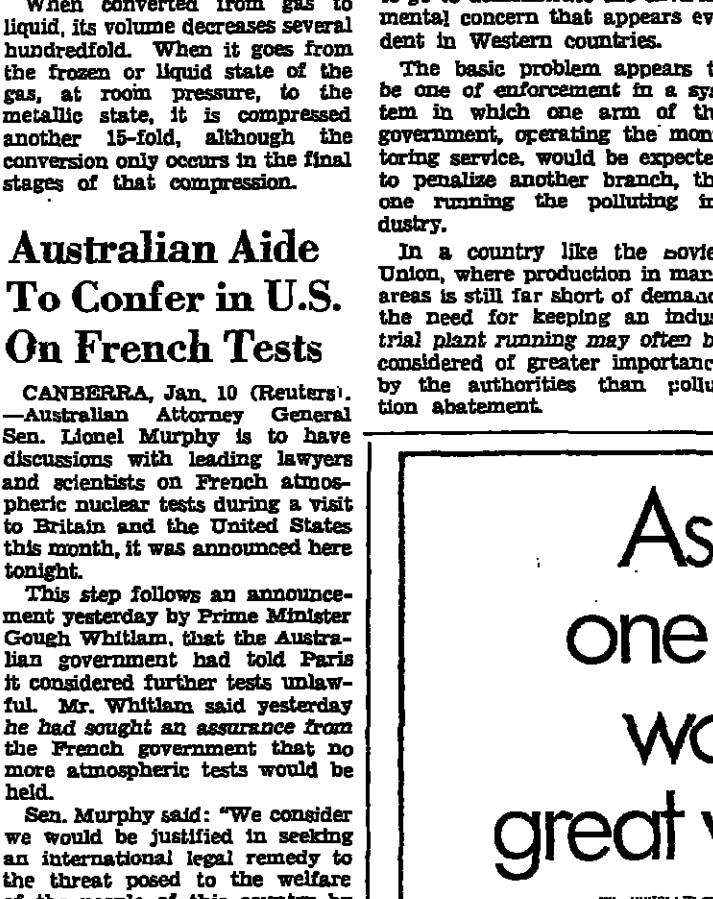 When converted from gas to
liquid, its volume decreases several
hundredfold. When it goes from
the frozen or liquid state of the
gas, at room pressure, to the
metallic state, it is compressed
another 15-fold, although the
conversion only occurs in the final
stages of that compression.
Australian Aide
To Confer in U.S.
On French Tests
CANBERRA, Jan. 10 (Reuters).
—Australian Attorney General
Sen. Lionel Murphy is to have
discussions with leading lawyers
and scientists on French atmos-
pheric nuclear tests during a visit
to Britain and the United States
this month, it was announced here
tonight.
This step follows an announce-
ment yesterday by Prime Minister
Gough Whitlam, that the Austra-
lian government had told Paris
it considered further tests unlaw-
ful. Mr. Whitlam said yesterday
he had sought an assurance from
the French government that no
more atmospheric tests would be
held.
Sen. Murphy said: "We consider
we would be justified in seeking
an international legal remedy to
the threat posed to the welfare
of the people of this country by
mental concern that appears ev
dent in Western countries.
The basic problem appears t
be one of enforcement in a sys
tem in which one arm of th
government, operating the mon
toring service, would be expecte
to penalize another branch, th
one running the polluting in
dustry.
In a country like the Sovie
Union, where production in man
areas is still far short of demand
the need for keeping an indus
trial plant running may often b
considered of greater importanc
by the authorities than pollu
tion abatement.
As
one
wo
great